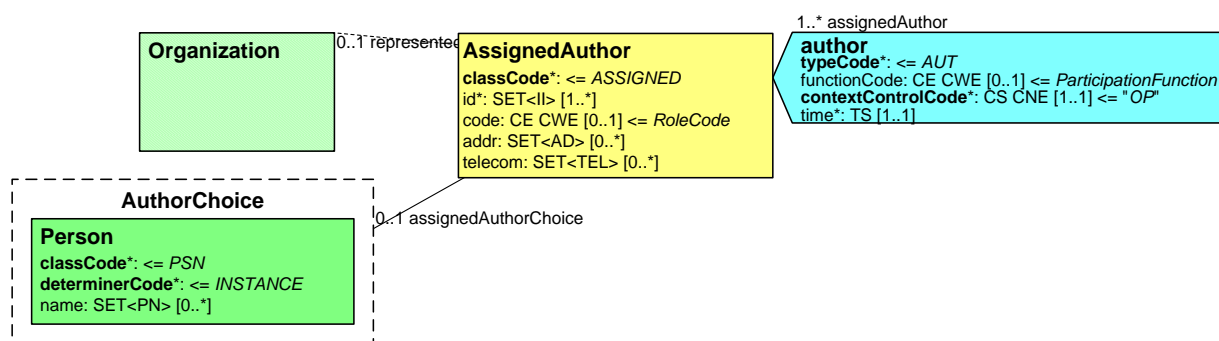 1..* assignedAuthor
Organization
0..1 represented
AssignedAuthor
classCode*: <= ASSIGNED
id*: SET<II> [1..*]
code: CE CWE [0..1] <= RoleCode
addr: SET<AD> [0..*]
telecom: SET<TEL> [0..*]
author
typeCode*: <= AUT
functionCode: CE CWE [0..1] <= ParticipationFunction
contextControlCode*: CS CNE [1..1] <= "OP"
time*: TS [1..1]
AuthorChoice
0..1 assignedAuthorChoice
Person
classCode*: <= PSN
determinerCode*: <= INSTANCE
name: SET<PN> [0..*]